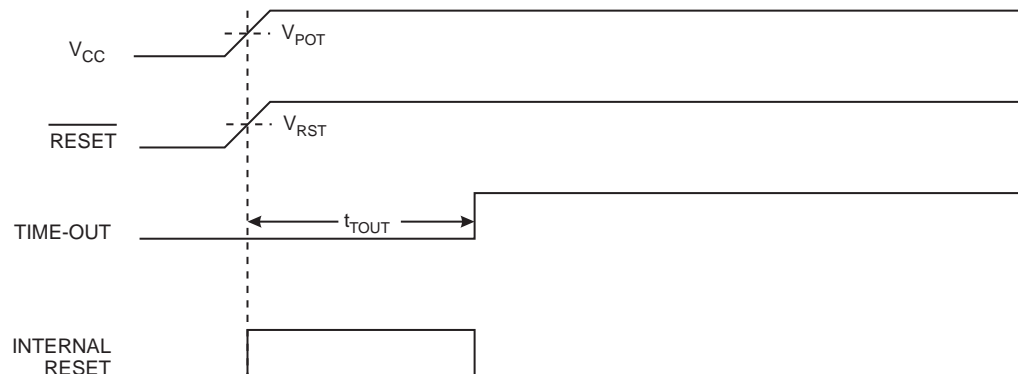 V_CC
V_POT
RESET
V_RST
TIME-OUT
t_TOUT
INTERNAL
RESET